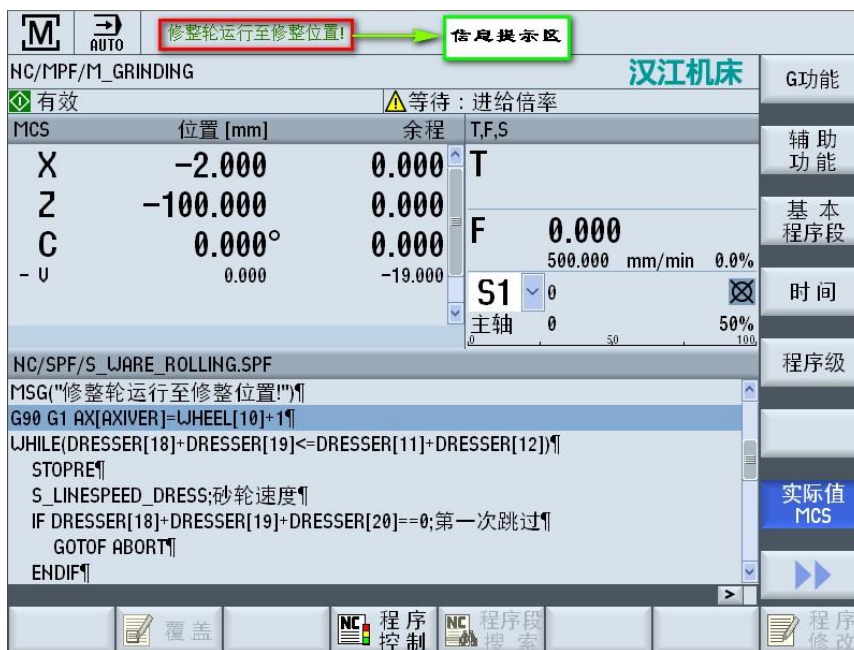 M AUTO 修整轮运行至修整位置! 信息提示区
NC/MPF/M_GRINDING 汉江机床
有效 等待：进给倍率
MCS 位置 [mm] 余程 T,F,S
X -2.000 0.000 T
Z -100.000 0.000
C 0.000° 0.000 F 0.000
500.000 mm/min 0.0%
- V 0.000 -19.000
S1 0
主轴 0 50%
0 50 100
NC/SPF/S_WARE_ROLLING.SPF
MSG("修整轮运行至修整位置!")¶
G90 G1 AX[AXIVER]=WHEEL[10]+1¶
WHILE(DRESSER[18]+DRESSER[19]<=DRESSER[11]+DRESSER[12])¶
STOPRE¶
S_LINESPEED_DRESS;砂轮速度¶
IF DRESSER[18]+DRESSER[19]+DRESSER[20]==0;第一次跳过¶
GOTOF ABORT¶
ENDIF¶
G功能
辅助
功能
基本
程序段
时间
程序级
实际值
MCS
覆盖
NC 程序
控制
NC 程序段
搜索
程序
修改